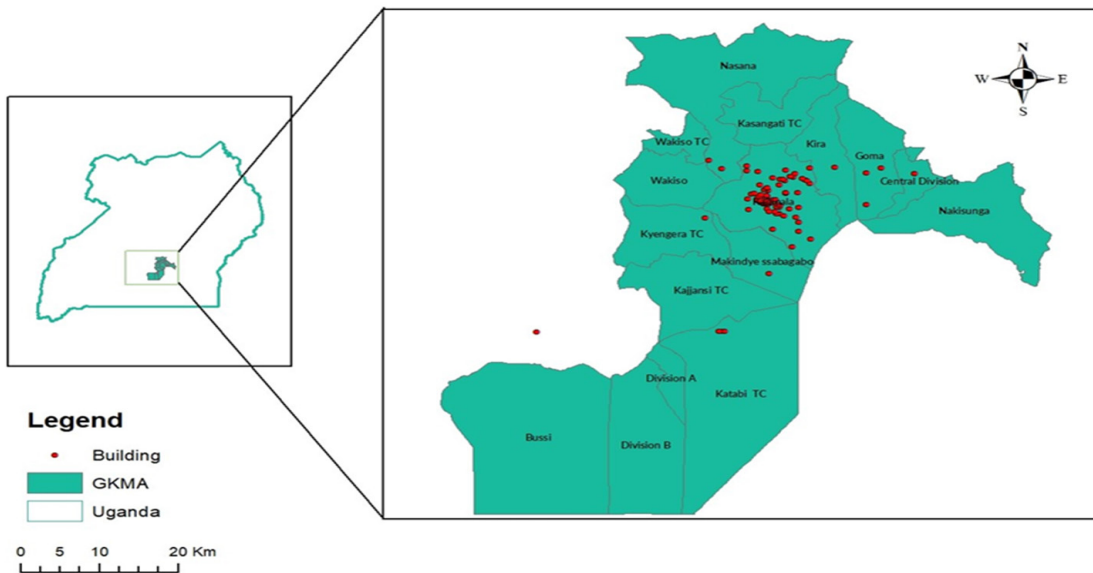 N
W E
S
Nasana
Kasangati TC
Wakiso TC
Kira
Goma
Wakiso
Central Division
Nakisunga
Kyengera TC
Makindye ssabagabo
Kajjansi TC
Division A
Katabi TC
Bussi
Division B
Legend
Building
GKMA
Uganda
0 5 10 20 Km